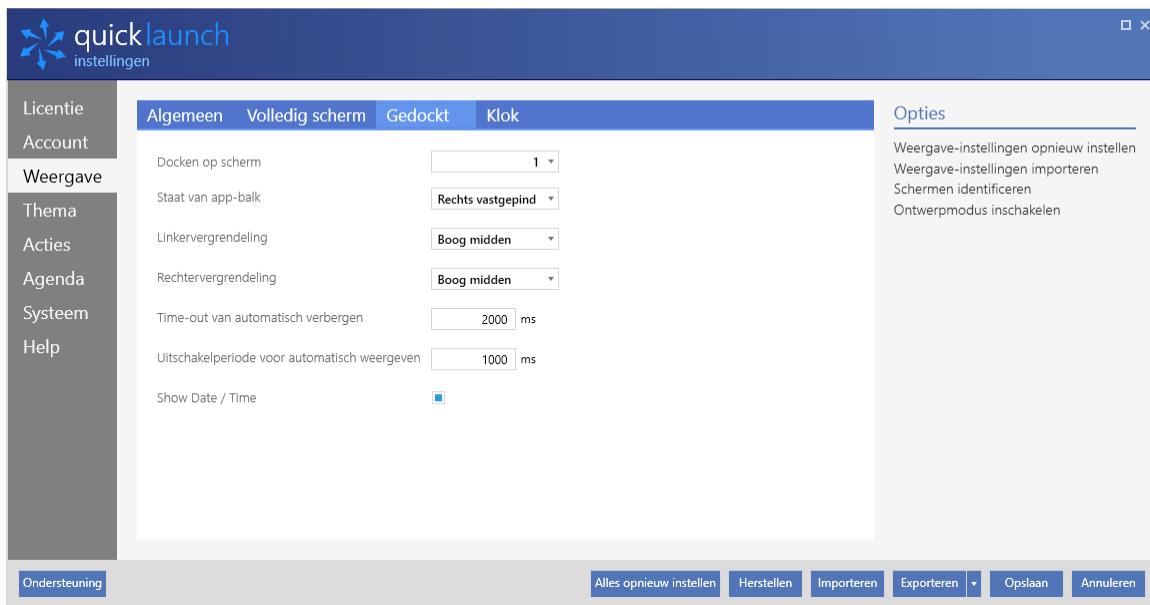 quicklaunch
instellingen
Licentie
Account
Weergave
Thema
Acties
Agenda
Systeem
Help
Algemeen Volledig scherm Gedockt Klok
Docken op scherm 1
Staat van app-balk Rechts vastgepind
Linkervergrendeling Boog midden
Rechtervergrendeling Boog midden
Time-out van automatisch verbergen 2000 ms
Uitschakelperiode voor automatisch weergeven 1000 ms
Show Date / Time
Opties
Weergave-instellingen opnieuw instellen
Weergave-instellingen importeren
Schermen identificeren
Ontwerpmodus inschakelen
Ondersteuning Alles opnieuw instellen Herstellen Importeren Exporteren Opslaan Annuleren